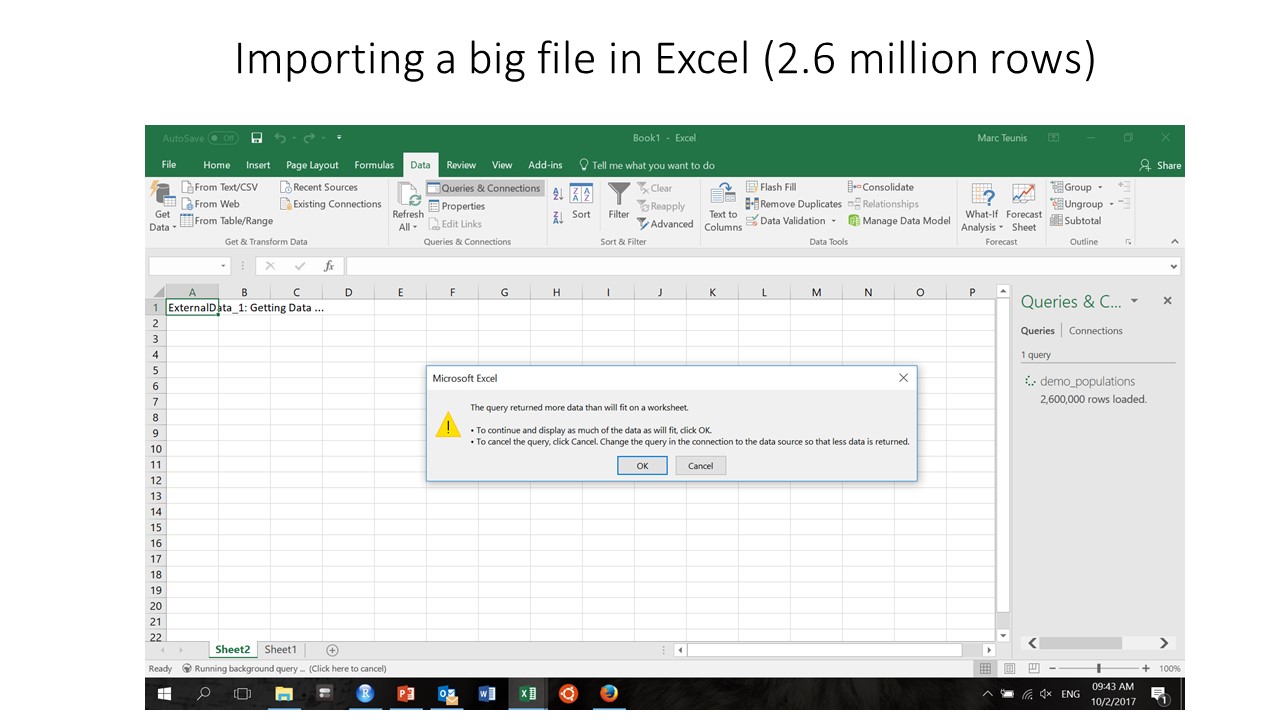 Importing a big file in Excel (2.6 million rows)
AutoSave Off
Book1 - Excel
Marc Teunis
File Home Insert Page Layout Formulas Data Review View Add-ins Tell me what you want to do Share
Get Data
From Text/CSV
From Web
From Table/Range
Recent Sources
Existing Connections
Get & Transform Data
Refresh All
Queries & Connections
Properties
Edit Links
Queries & Connections
Sort
Filter
Clear
Reapply
Advanced
Sort & Filter
Text to Columns
Flash Fill
Remove Duplicates
Data Validation
Consolidate
Relationships
Manage Data Model
Data Tools
What-If Analysis
Forecast Sheet
Forecast
Group
Ungroup
Subtotal
Outline
fx
A B C D E F G H I J K L M N O P
1 ExternalData_1: Getting Data ...
2
3
4
5
6
7
8
9
10
11
12
13
14
15
16
17
18
19
20
21
22
Microsoft Excel
The query returned more data than will fit on a worksheet.
• To continue and display as much of the data as will fit, click OK.
• To cancel the query, click Cancel. Change the query in the connection to the data source so that less data is returned.
OK Cancel
Queries & C...
Queries Connections
1 query
demo_populations
2,600,000 rows loaded.
Sheet2 Sheet1
Ready Running background query ... (Click here to cancel)
100%
ENG
09:43 AM
10/2/2017
1